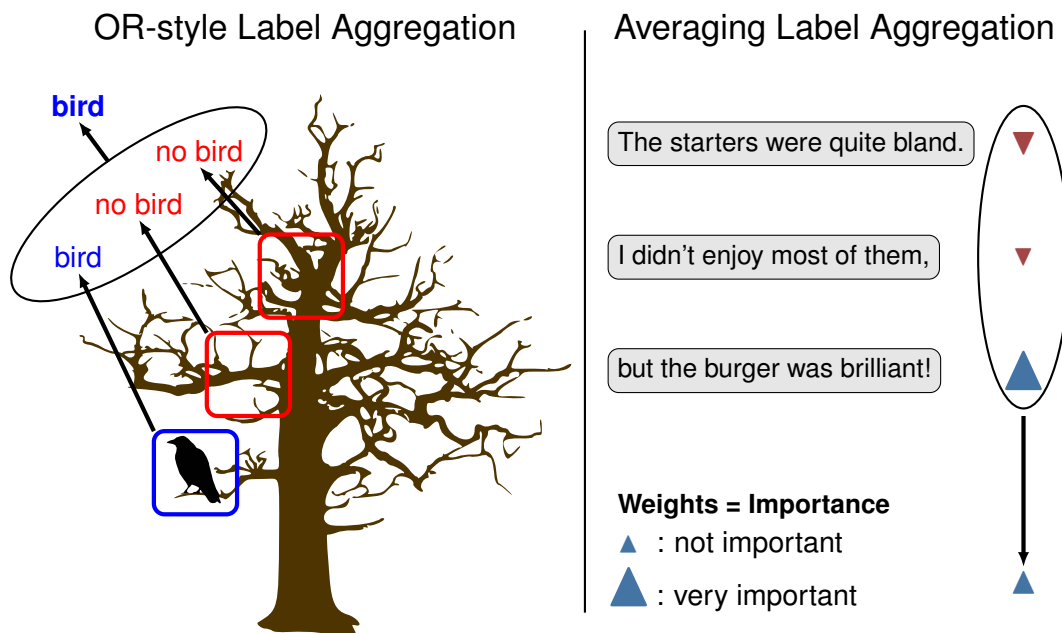 OR-style Label Aggregation
bird
no bird
no bird
bird
Averaging Label Aggregation
The starters were quite bland.
I didn't enjoy most of them,
but the burger was brilliant!
Weights = Importance
: not important
: very important